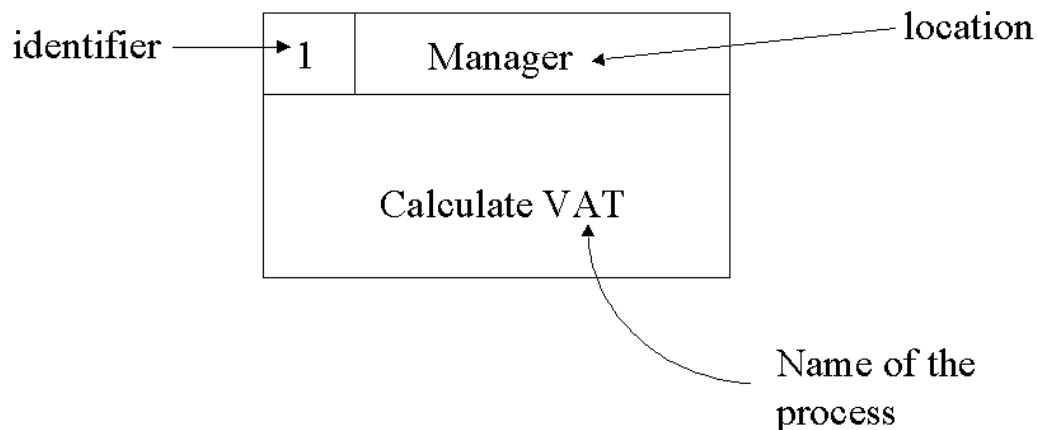 identifier
1
Manager
location
Calculate VAT
Name of the
process